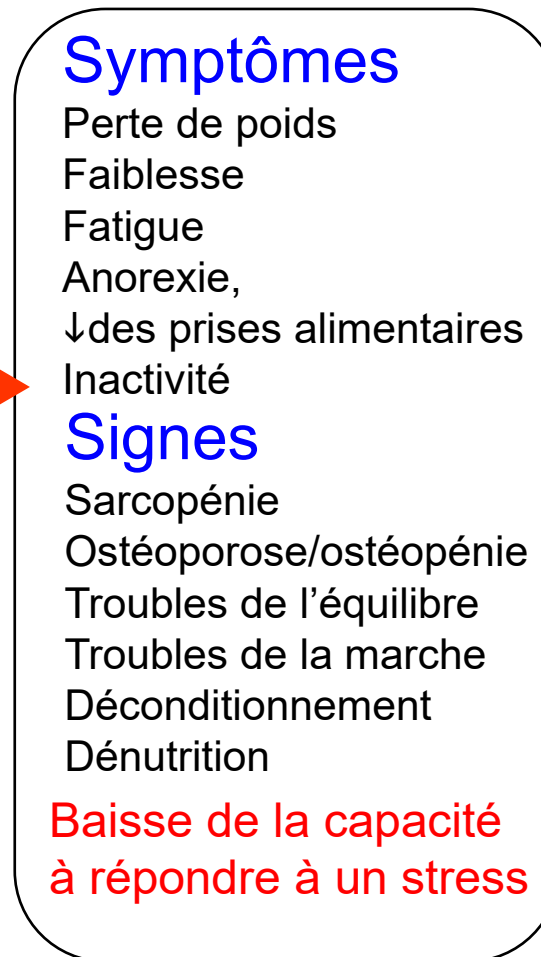 Symptômes
Perte de poids
Faiblesse
Fatigue
Anorexie,
↓des prises alimentaires
Inactivité
Signes
Sarcopénie
Ostéoporose/ostéopénie
Troubles de l’équilibre
Troubles de la marche
Déconditionnement
Dénutrition
Baisse de la capacité
à répondre à un stress